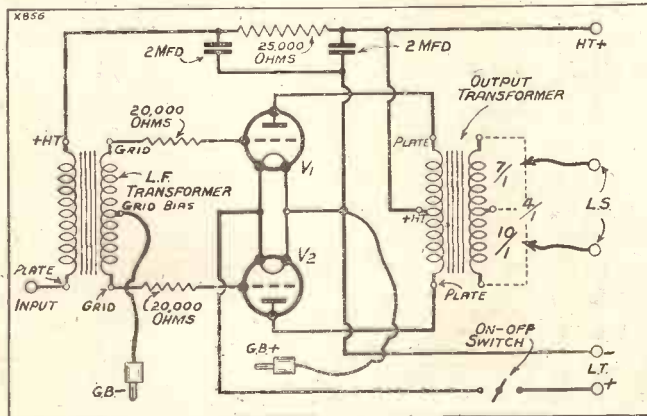 X856
2 MFD
25,000
OHMS
2 MFD
HT+
20,000
OHMS
OUTPUT
TRANSFORMER
+HT
GRID
PLATE
V1
7/1
L.F.
TRANSFORMER
GRID BIAS
+HT
4/1
L.S.
V2
10/1
PLATE
INPUT
GRID
20,000
OHMS
PLATE
ON-OFF
SWITCH
G.B.+
-
L.T.
+
G.B.-